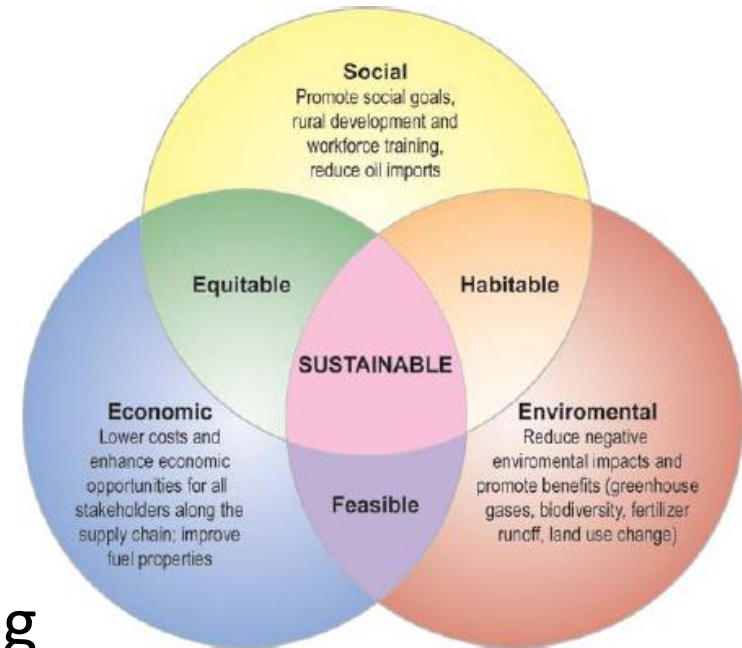 Social
Promote social goals,
rural development and
workforce training,
reduce oil imports
Equitable
Habitable
SUSTAINABLE
Economic
Lower costs and
enhance economic
opportunities for all
stakeholders along the
supply chain; improve
fuel properties
Enviromental
Reduce negative
enviromental impacts and
promote benefits (greenhouse
gases, biodiversity, fertilizer
runoff, land use change)
Feasible
g